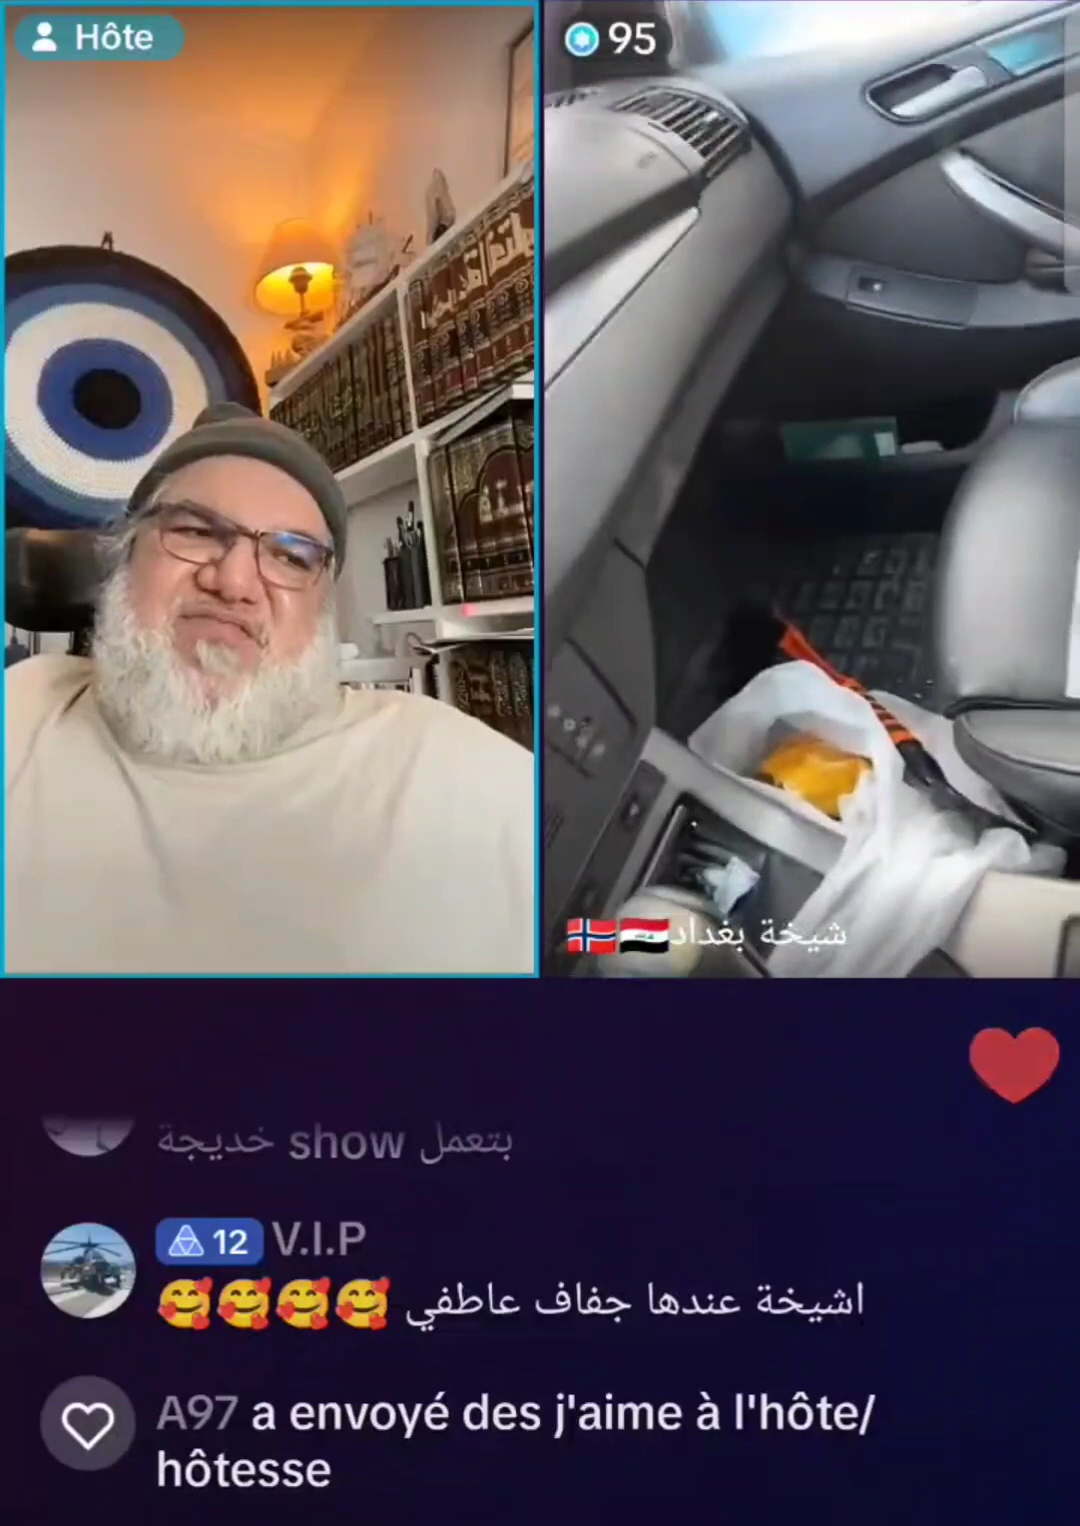 Hôte
95
شيخة بغداد🇮🇶🇳🇴
خديجة show بتعمل
12 V.I.P
اشيخة عندها جفاف عاطفي 🥰🥰🥰🥰
A97 a envoyé des j'aime à l'hôte/
hôtesse